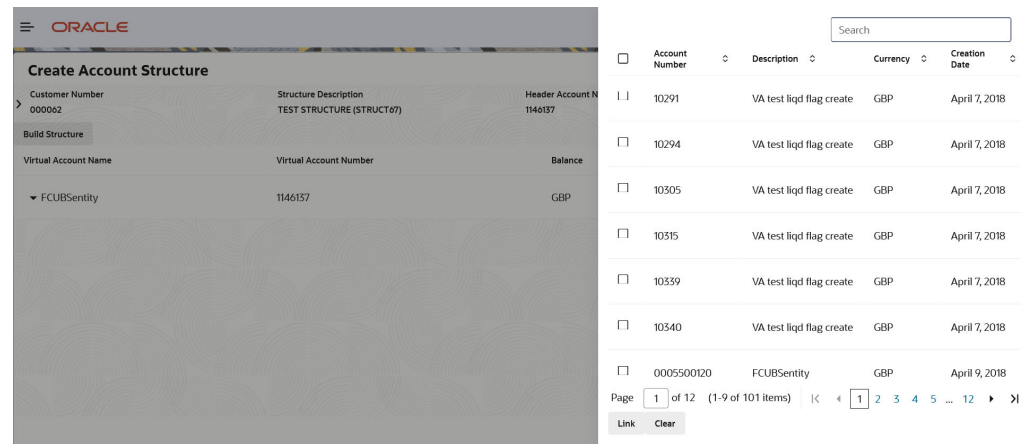 ORACLE
Create Account Structure
Customer Number Structure Description Header Account N
000062 TEST STRUCTURE (STRUCT67) 1146137
Build Structure
Virtual Account Name Virtual Account Number Balance
FCUBSentity 1146137 GBP
Search
Account Number Description Currency Creation Date
10291 VA test liqd flag create GBP April 7, 2018
10294 VA test liqd flag create GBP April 7, 2018
10305 VA test liqd flag create GBP April 7, 2018
10315 VA test liqd flag create GBP April 7, 2018
10339 VA test liqd flag create GBP April 7, 2018
10340 VA test liqd flag create GBP April 7, 2018
0005500120 FCUBSentity GBP April 9, 2018
Page 1 of 12 (1-9 of 101 items) 1 2 3 4 5 ... 12
Link Clear